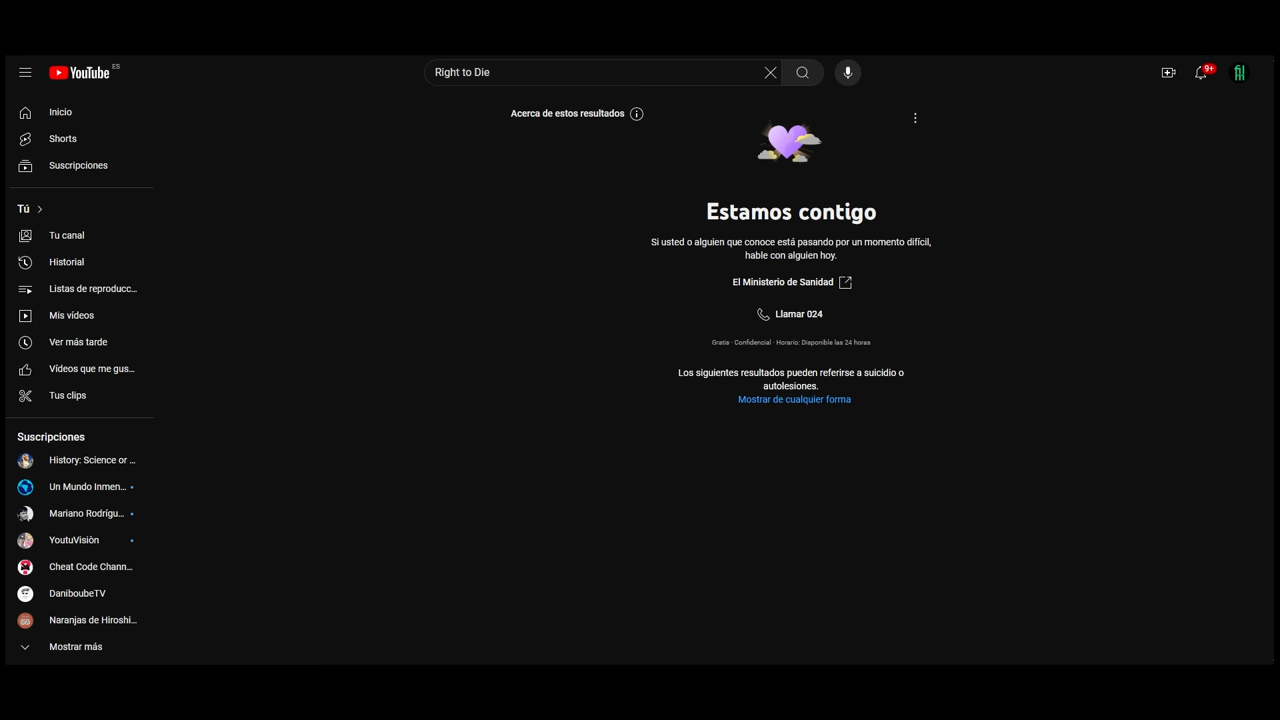 YouTube ES
Right to Die
9+
Inicio
Shorts
Suscripciones
Tú
Tu canal
Historial
Listas de reproducc...
Mis vídeos
Ver más tarde
Vídeos que me gus...
Tus clips
Suscripciones
History: Science or ...
Un Mundo Inmen...
Mariano Rodrígu...
YoutuVisiòn
Cheat Code Chann...
DaniboubeTV
Naranjas de Hiroshi...
Mostrar más
Acerca de estos resultados
Estamos contigo
Si usted o alguien que conoce está pasando por un momento difícil,
hable con alguien hoy.
El Ministerio de Sanidad
Llamar 024
Gratis · Confidencial · Horario: Disponible las 24 horas
Los siguientes resultados pueden referirse a suicidio o
autolesiones.
Mostrar de cualquier forma